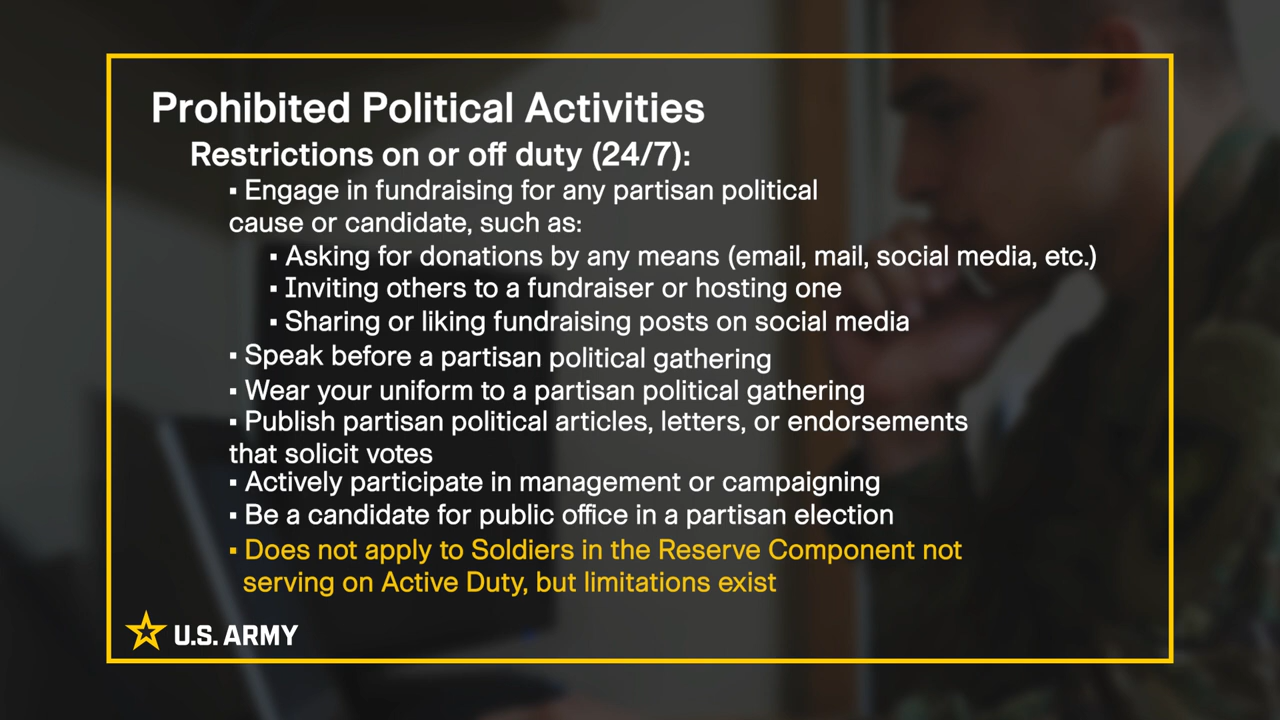 Prohibited Political Activities
Restrictions on or off duty (24/7):
▪ Engage in fundraising for any partisan political
cause or candidate, such as:
▪ Asking for donations by any means (email, mail, social media, etc.)
▪ Inviting others to a fundraiser or hosting one
▪ Sharing or liking fundraising posts on social media
▪ Speak before a partisan political gathering
▪ Wear your uniform to a partisan political gathering
▪ Publish partisan political articles, letters, or endorsements
that solicit votes
▪ Actively participate in management or campaigning
▪ Be a candidate for public office in a partisan election
▪ Does not apply to Soldiers in the Reserve Component not
serving on Active Duty, but limitations exist
U.S. ARMY